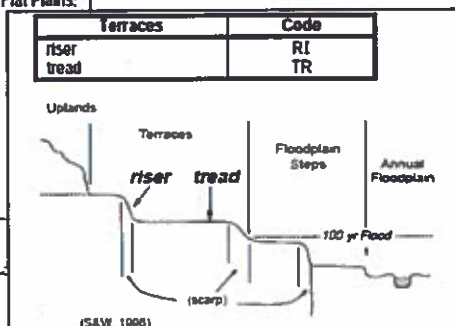 Flat Plains:
Terraces Code
riser RI
tread TR
Uplands
Terraces
Floodplain
Steps
Annual
Floodplain
riser tread
100 yr Flood
(scarp)
(S&W, 1996)